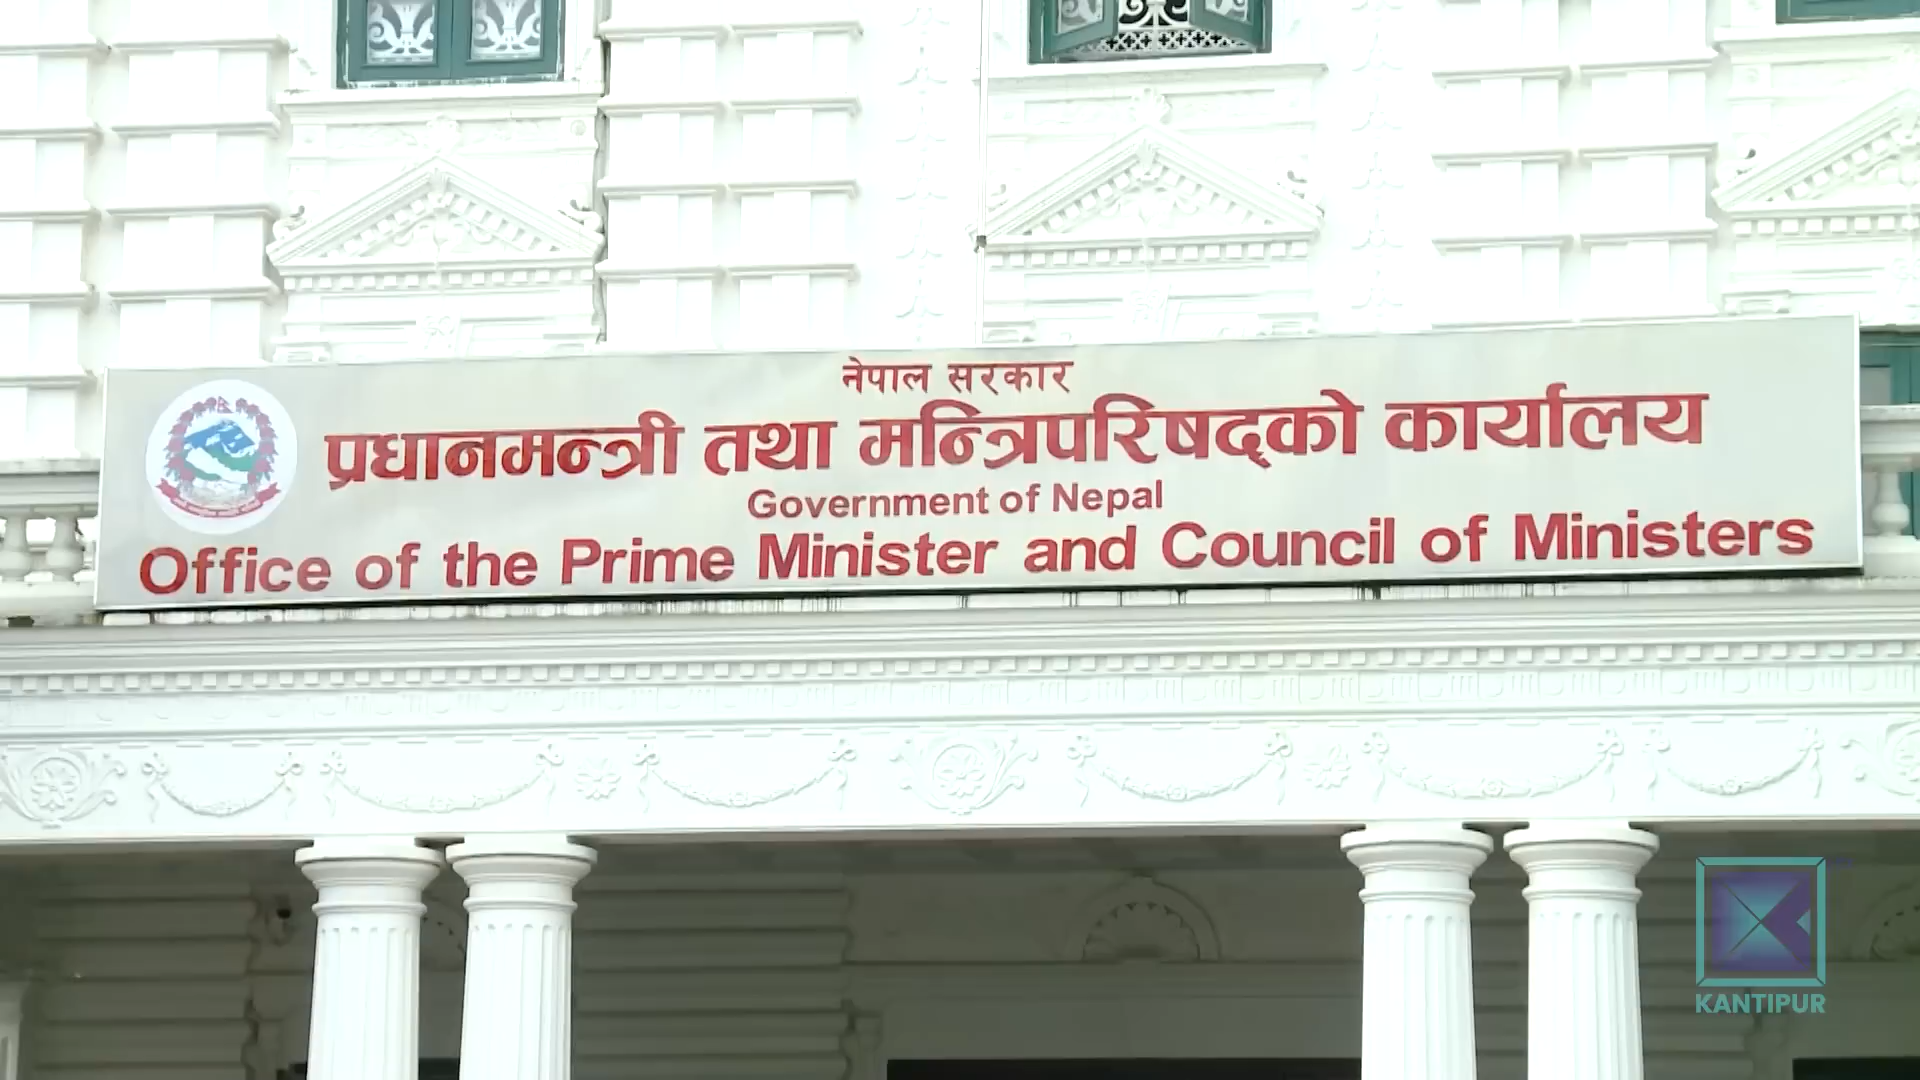 नेपाल सरकार
प्रधानमन्त्री तथा मन्त्रिपरिषद्को कार्यालय
Government of Nepal
Office of the Prime Minister and Council of Ministers
KANTIPUR